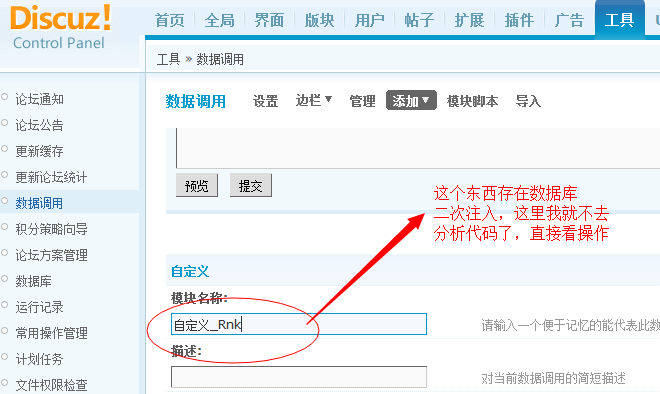 Discuz!
Control Panel
首页 全局 界面 版块 用户 帖子 扩展 插件 广告 工具
工具 » 数据调用
论坛通知
论坛公告
更新缓存
更新论坛统计
数据调用
积分策略向导
论坛方案管理
数据库
运行记录
常用操作管理
计划任务
文件权限检查
数据调用 设置 边栏 管理 添加 模块脚本 导入
预览 提交
这个东西存在数据库
二次注入，这里我就不去
分析代码了，直接看操作
自定义
模块名称:
自定义_Rnk
请输入一个便于记忆的能代表此数
描述:
对当前数据调用的简短描述